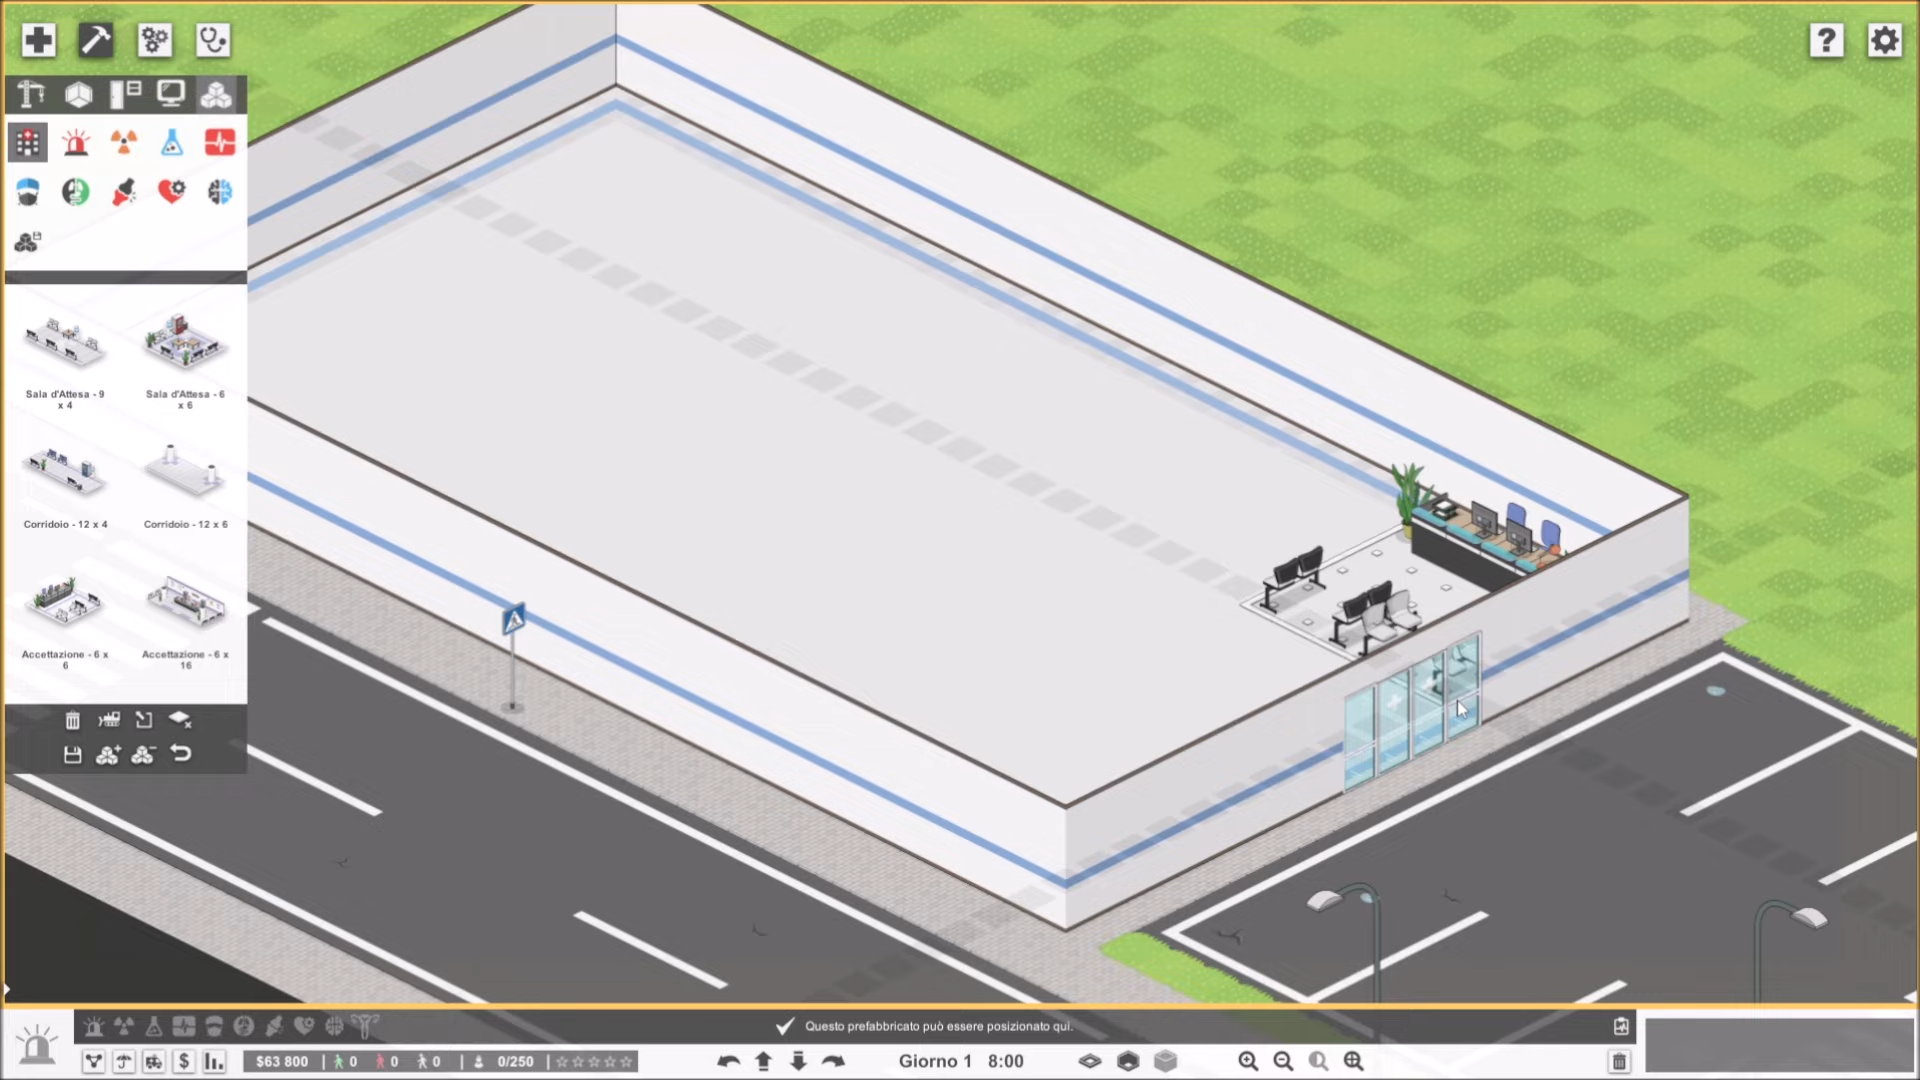 ?
Sala d'Attesa - 9
x 4
Sala d'Attesa - 6
x 6
Corridoio - 12 x 4
Corridoio - 12 x 6
Accettazione - 6 x
6
Accettazione - 6 x
16
Questo prefabbricato può essere posizionato qui.
$ $63 800 | 0 0 0 | 0/250 |
Giorno 1 8:00